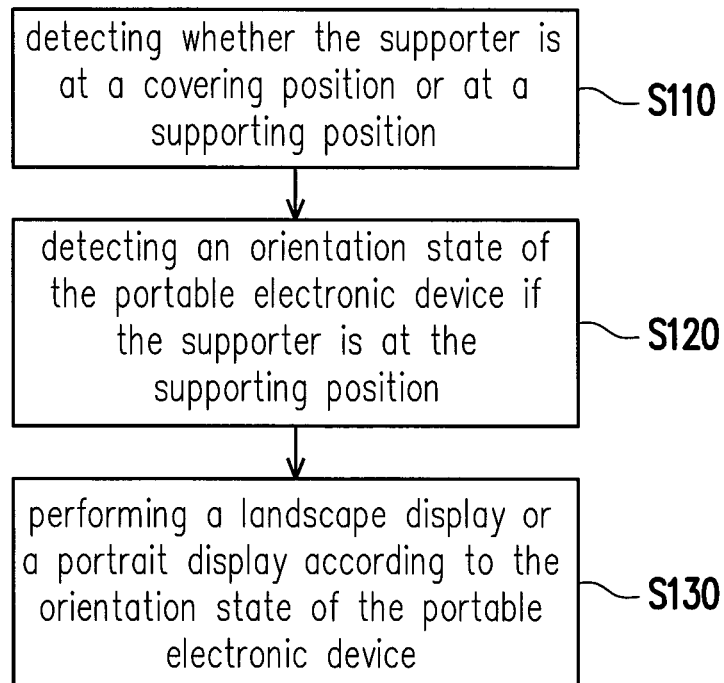 detecting whether the supporter is
at a covering position or at a
supporting position
S110
detecting an orientation state of
the portable electronic device if
the supporter is at the
supporting position
S120
performing a landscape display or
a portrait display according to the
orientation state of the portable
electronic device
S130